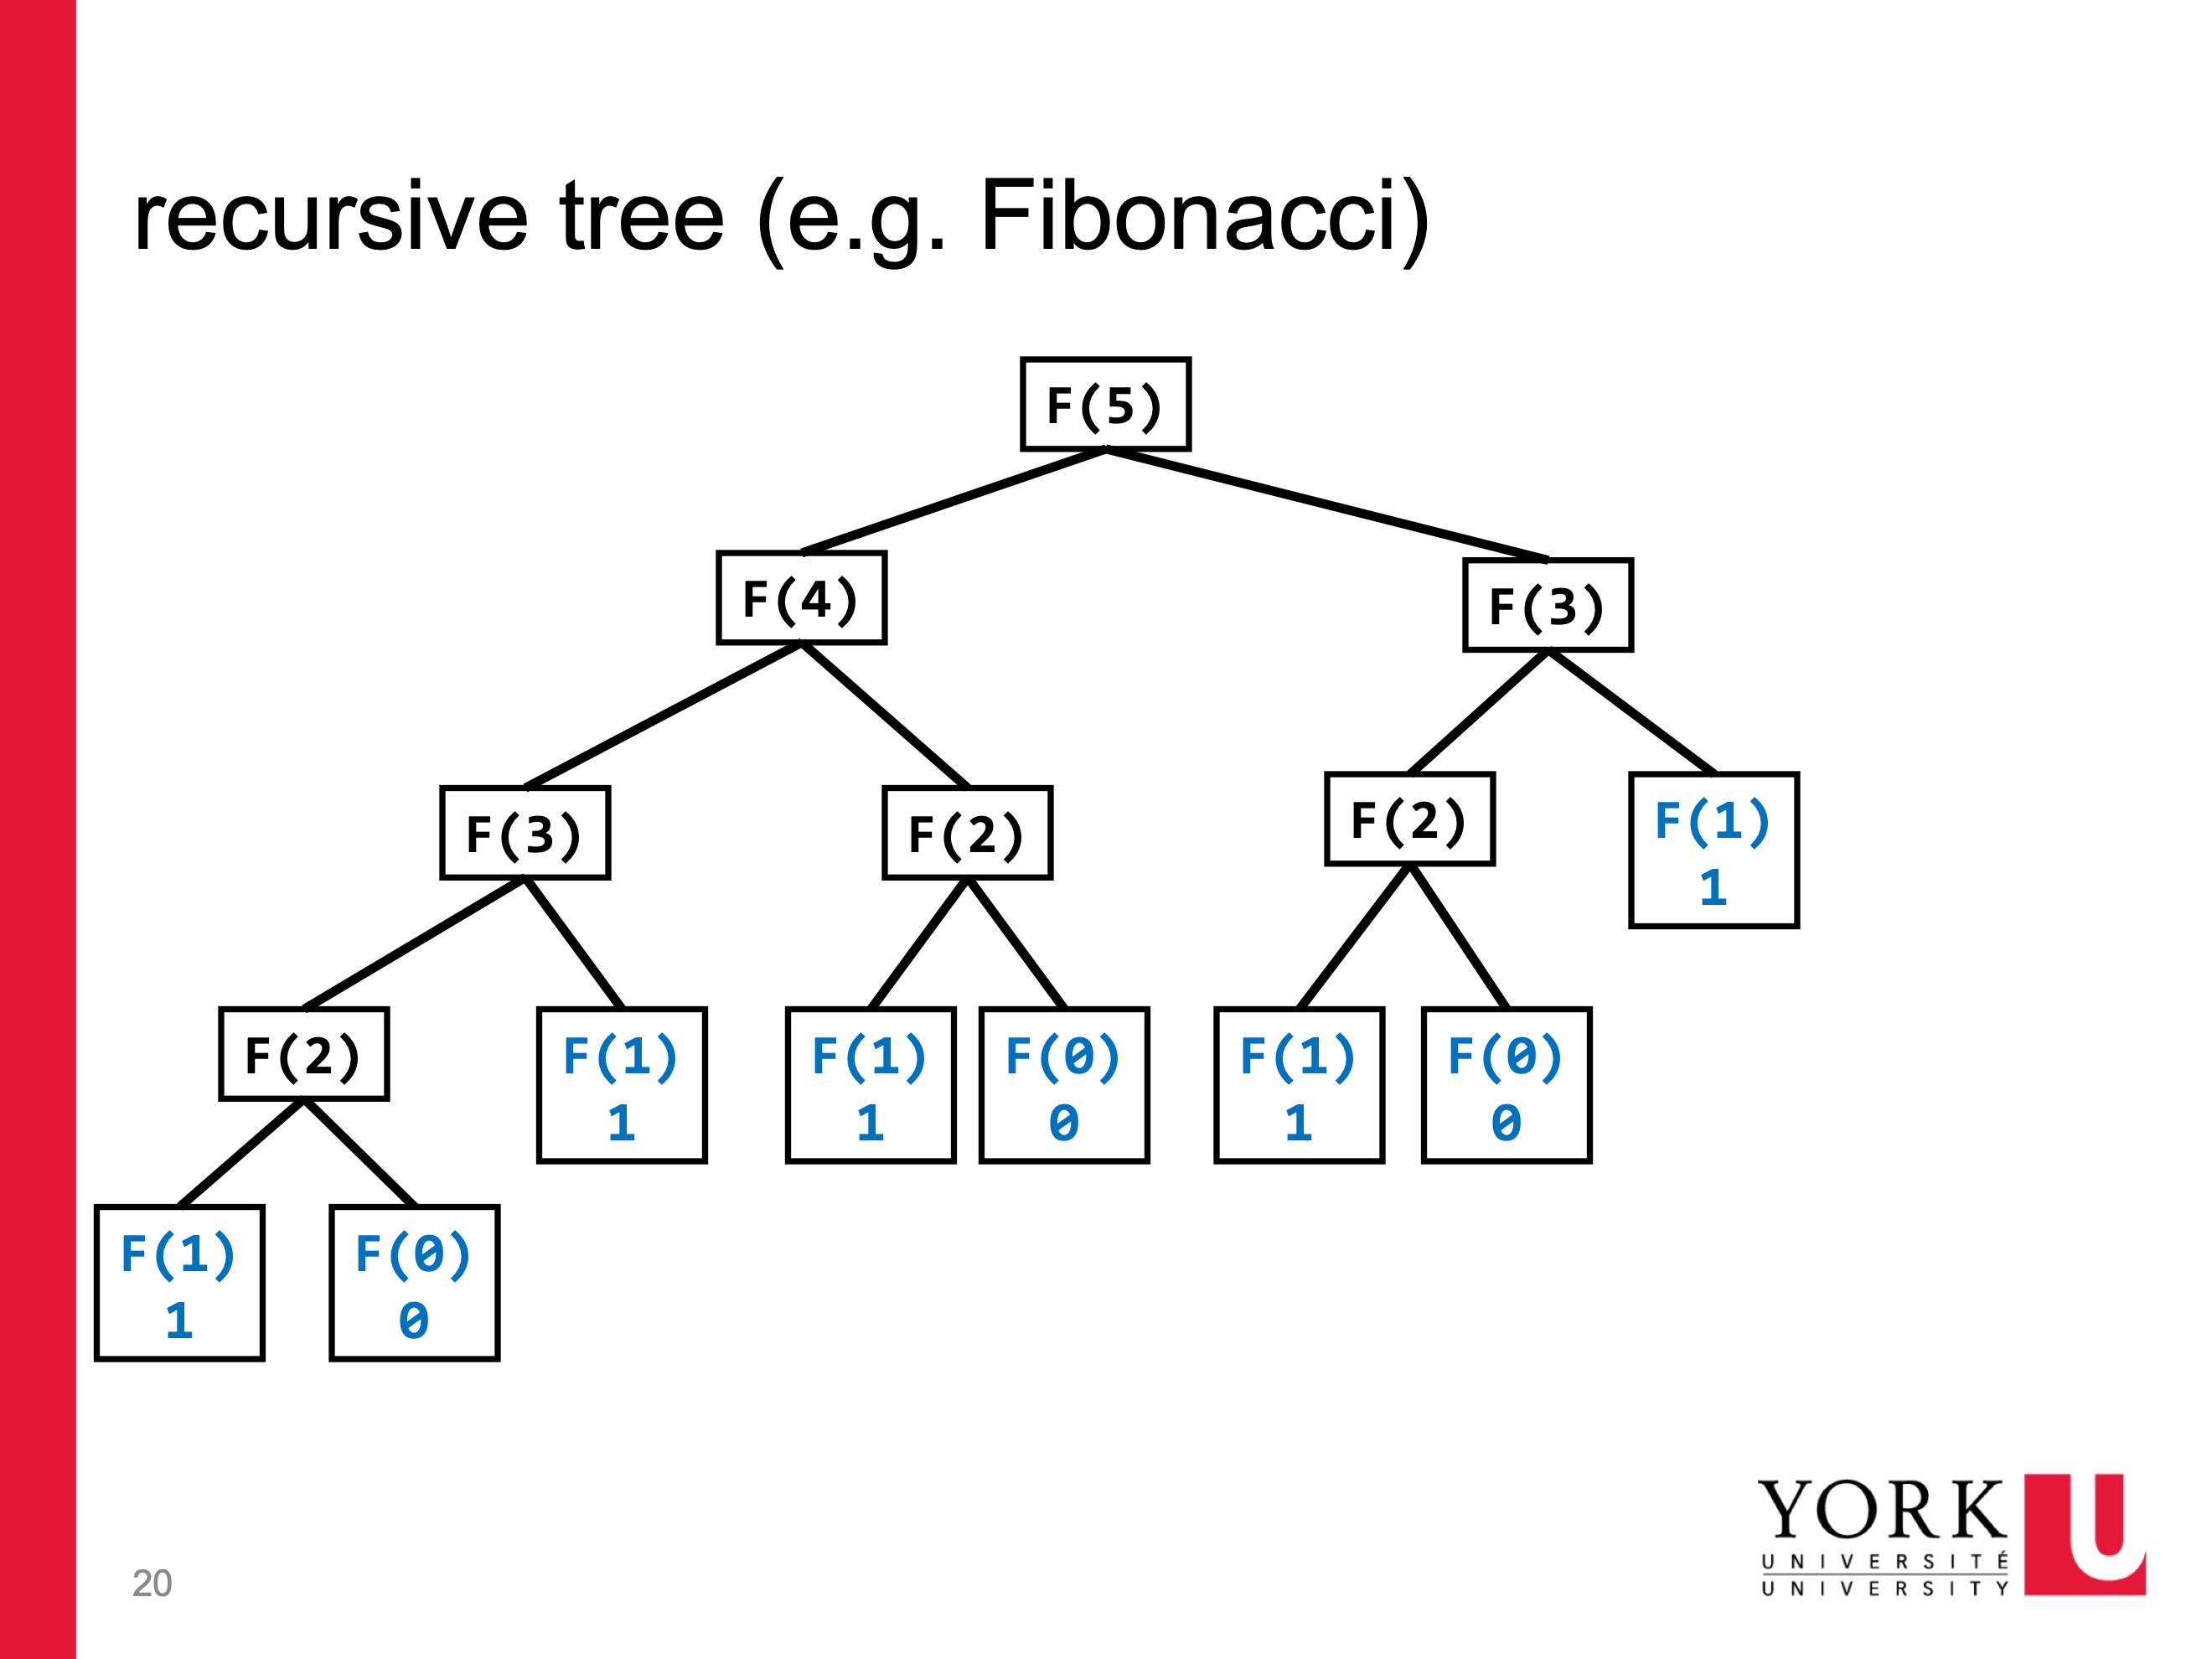 recursive tree (e.g. Fibonacci)
F(5)
F(4)
F(3)
F(3)
F(2)
F(2)
F(1)
1
F(2)
F(1)
1
F(1)
1
F(0)
0
F(1)
1
F(0)
0
F(1)
1
F(0)
0
20
YORK U
UNIVERSITÉ
UNIVERSITY